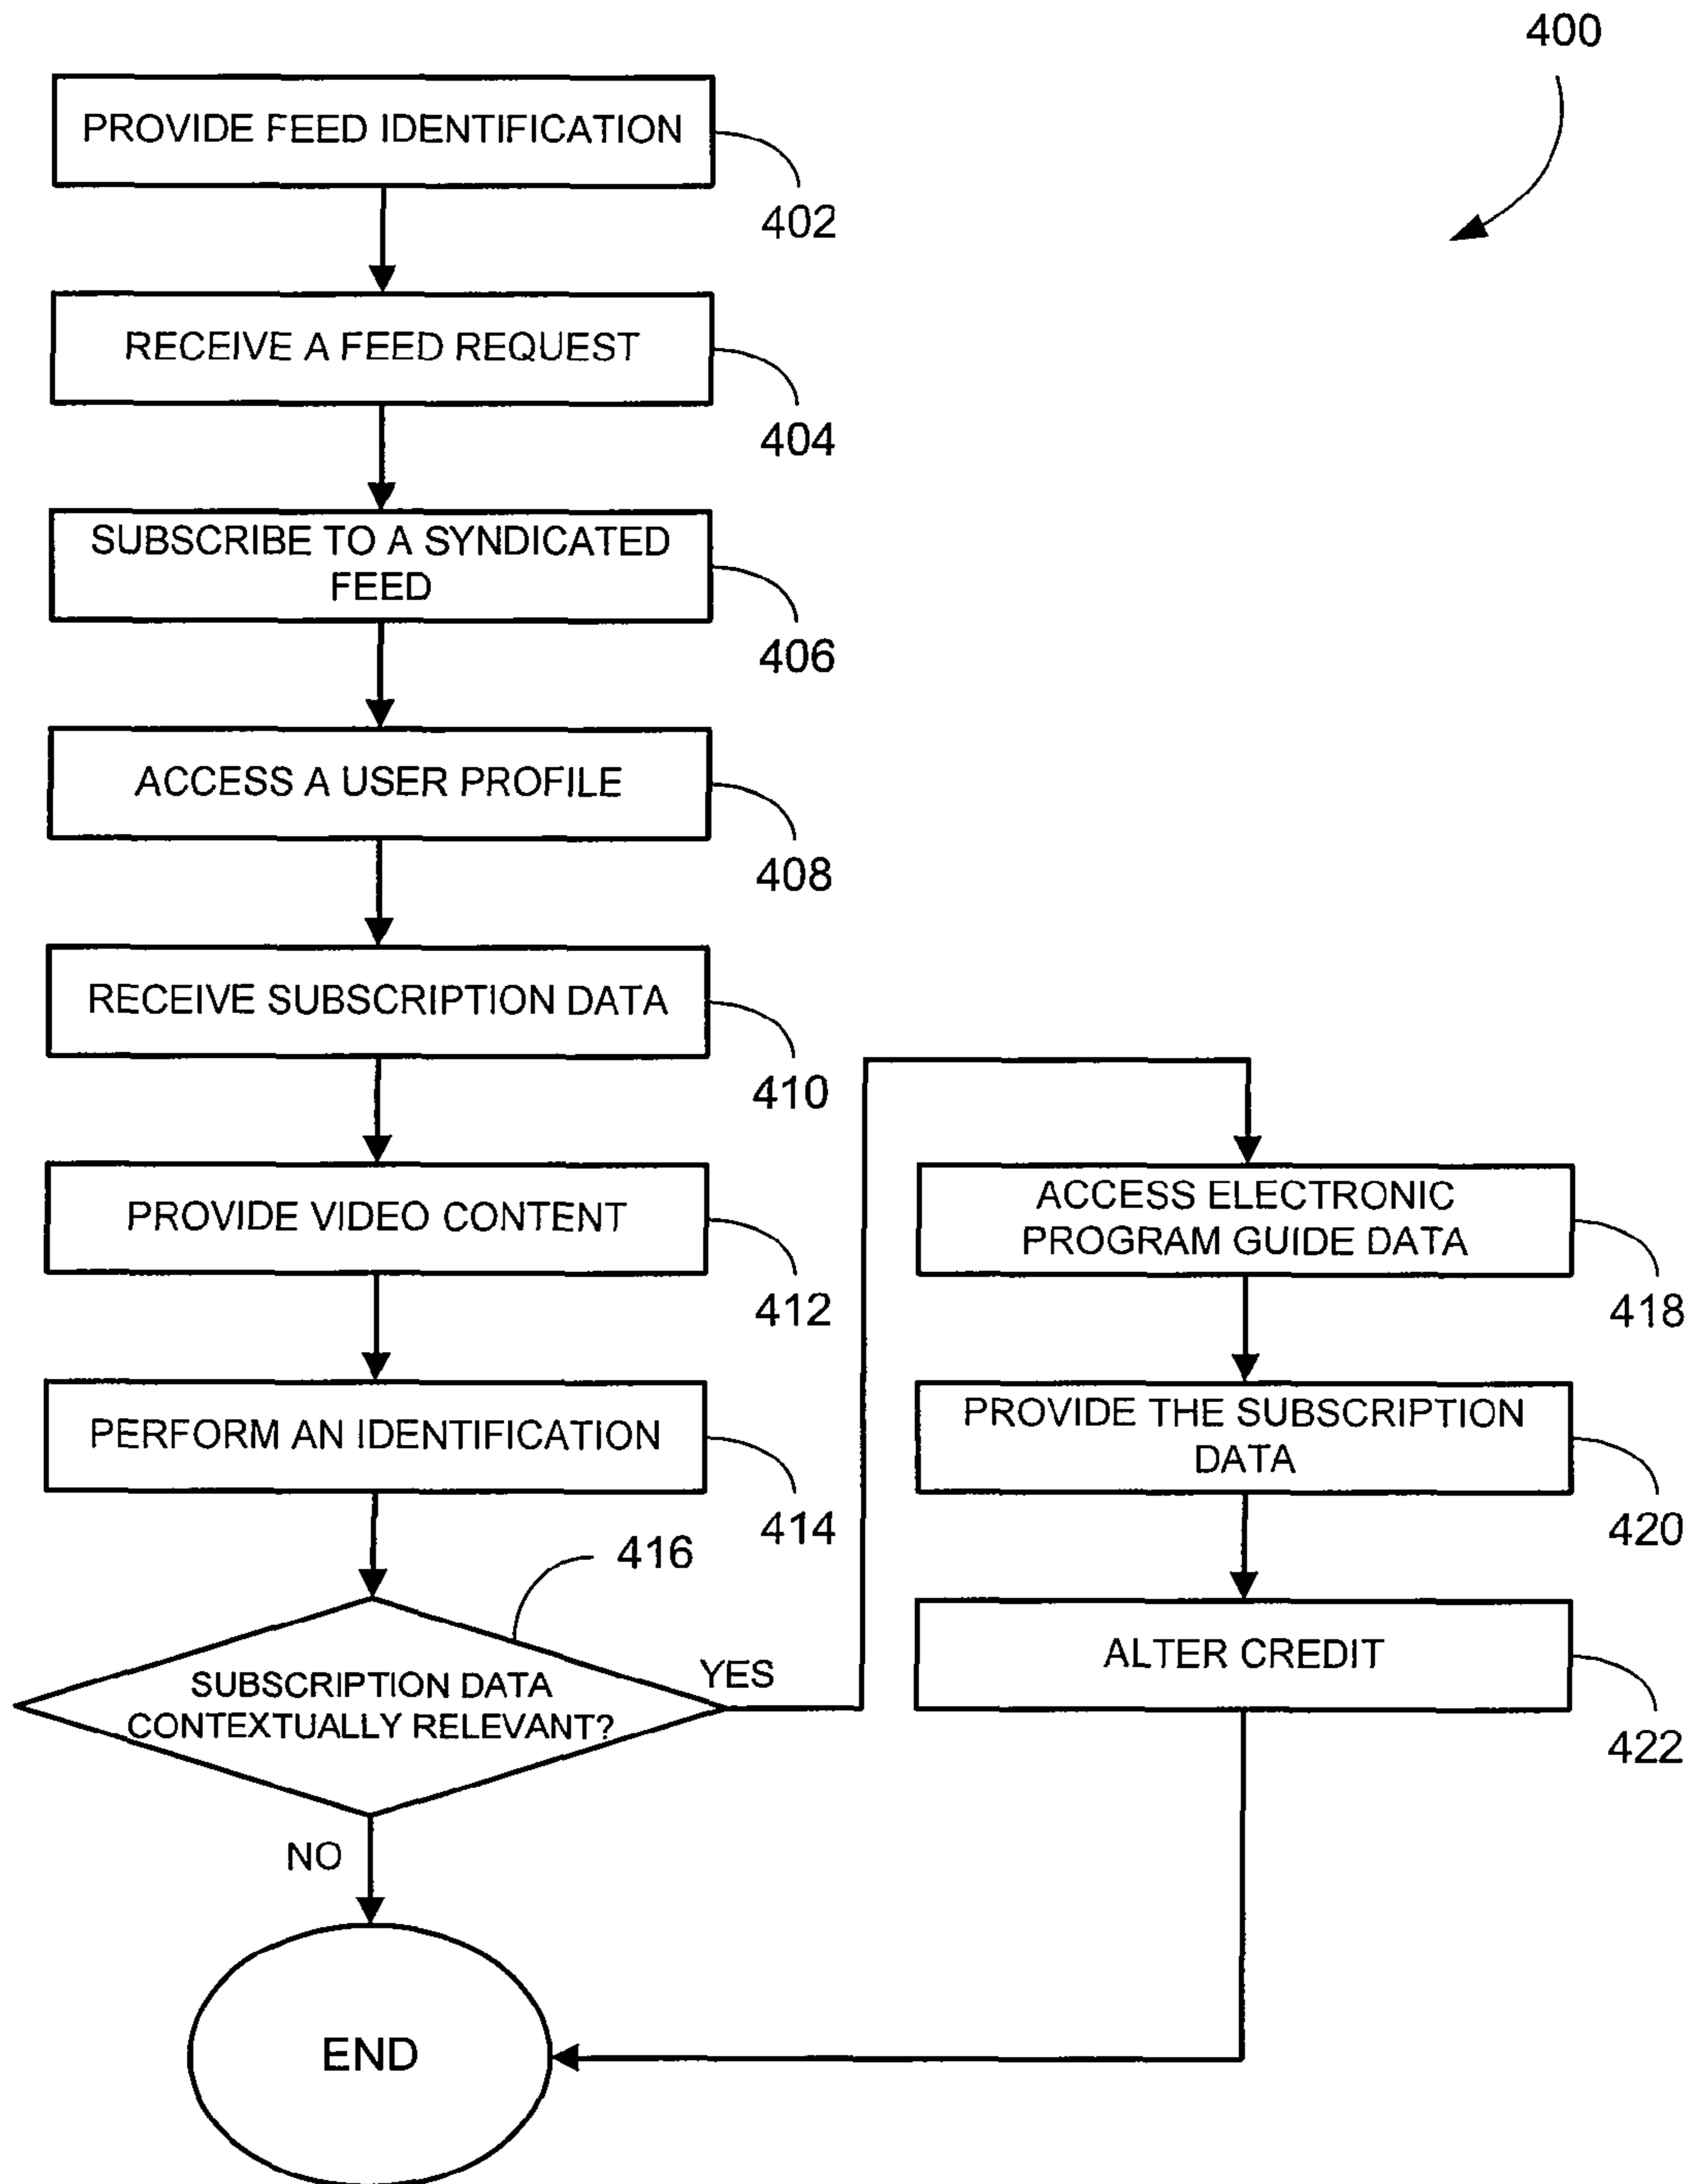 400
PROVIDE FEED IDENTIFICATION
402
RECEIVE A FEED REQUEST
404
SUBSCRIBE TO A SYNDICATED
FEED
406
ACCESS A USER PROFILE
408
RECEIVE SUBSCRIPTION DATA
410
PROVIDE VIDEO CONTENT
412
PERFORM AN IDENTIFICATION
414
416
SUBSCRIPTION DATA
CONTEXTUALLY RELEVANT?
YES
NO
ACCESS ELECTRONIC
PROGRAM GUIDE DATA
418
PROVIDE THE SUBSCRIPTION
DATA
420
ALTER CREDIT
422
END